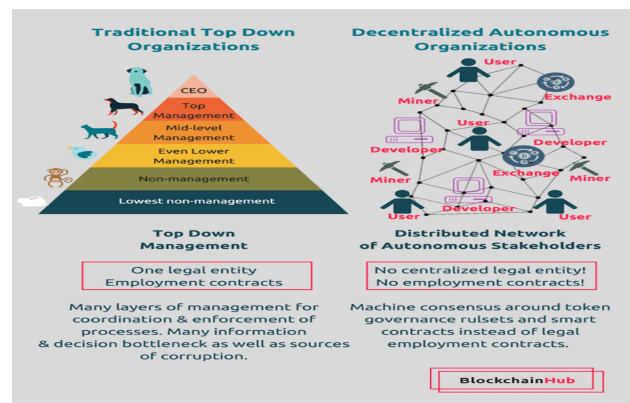 Traditional Top Down
Organizations
CEO
Top
Management
Mid-level
Management
Even Lower
Management
Non-management
Lowest non-management
Top Down
Management
One legal entity
Employment contracts
Many layers of management for
coordination & enforcement of
processes. Many information
& decision bottleneck as well as sources
of corruption.
Decentralized Autonomous
Organizations
User
Miner
Exchange
User
Developer
Developer
Exchange
Miner
Miner
Developer
User
User
Distributed Network
of Autonomous Stakeholders
No centralized legal entity!
No employment contracts!
Machine consensus around token
governance rulsets and smart
contracts instead of legal
employment contracts.
BlockchainHub